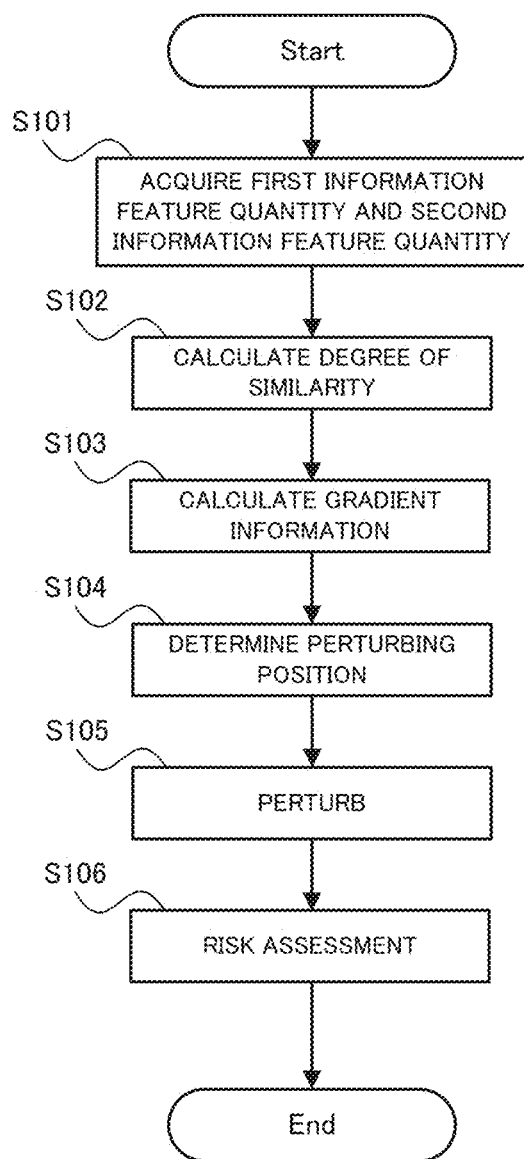 Start
S101
ACQUIRE FIRST INFORMATION
FEATURE QUANTITY AND SECOND
INFORMATION FEATURE QUANTITY
S102
CALCULATE DEGREE OF
SIMILARITY
S103
CALCULATE GRADIENT
INFORMATION
S104
DETERMINE PERTURBING
POSITION
S105
PERTURB
S106
RISK ASSESSMENT
End